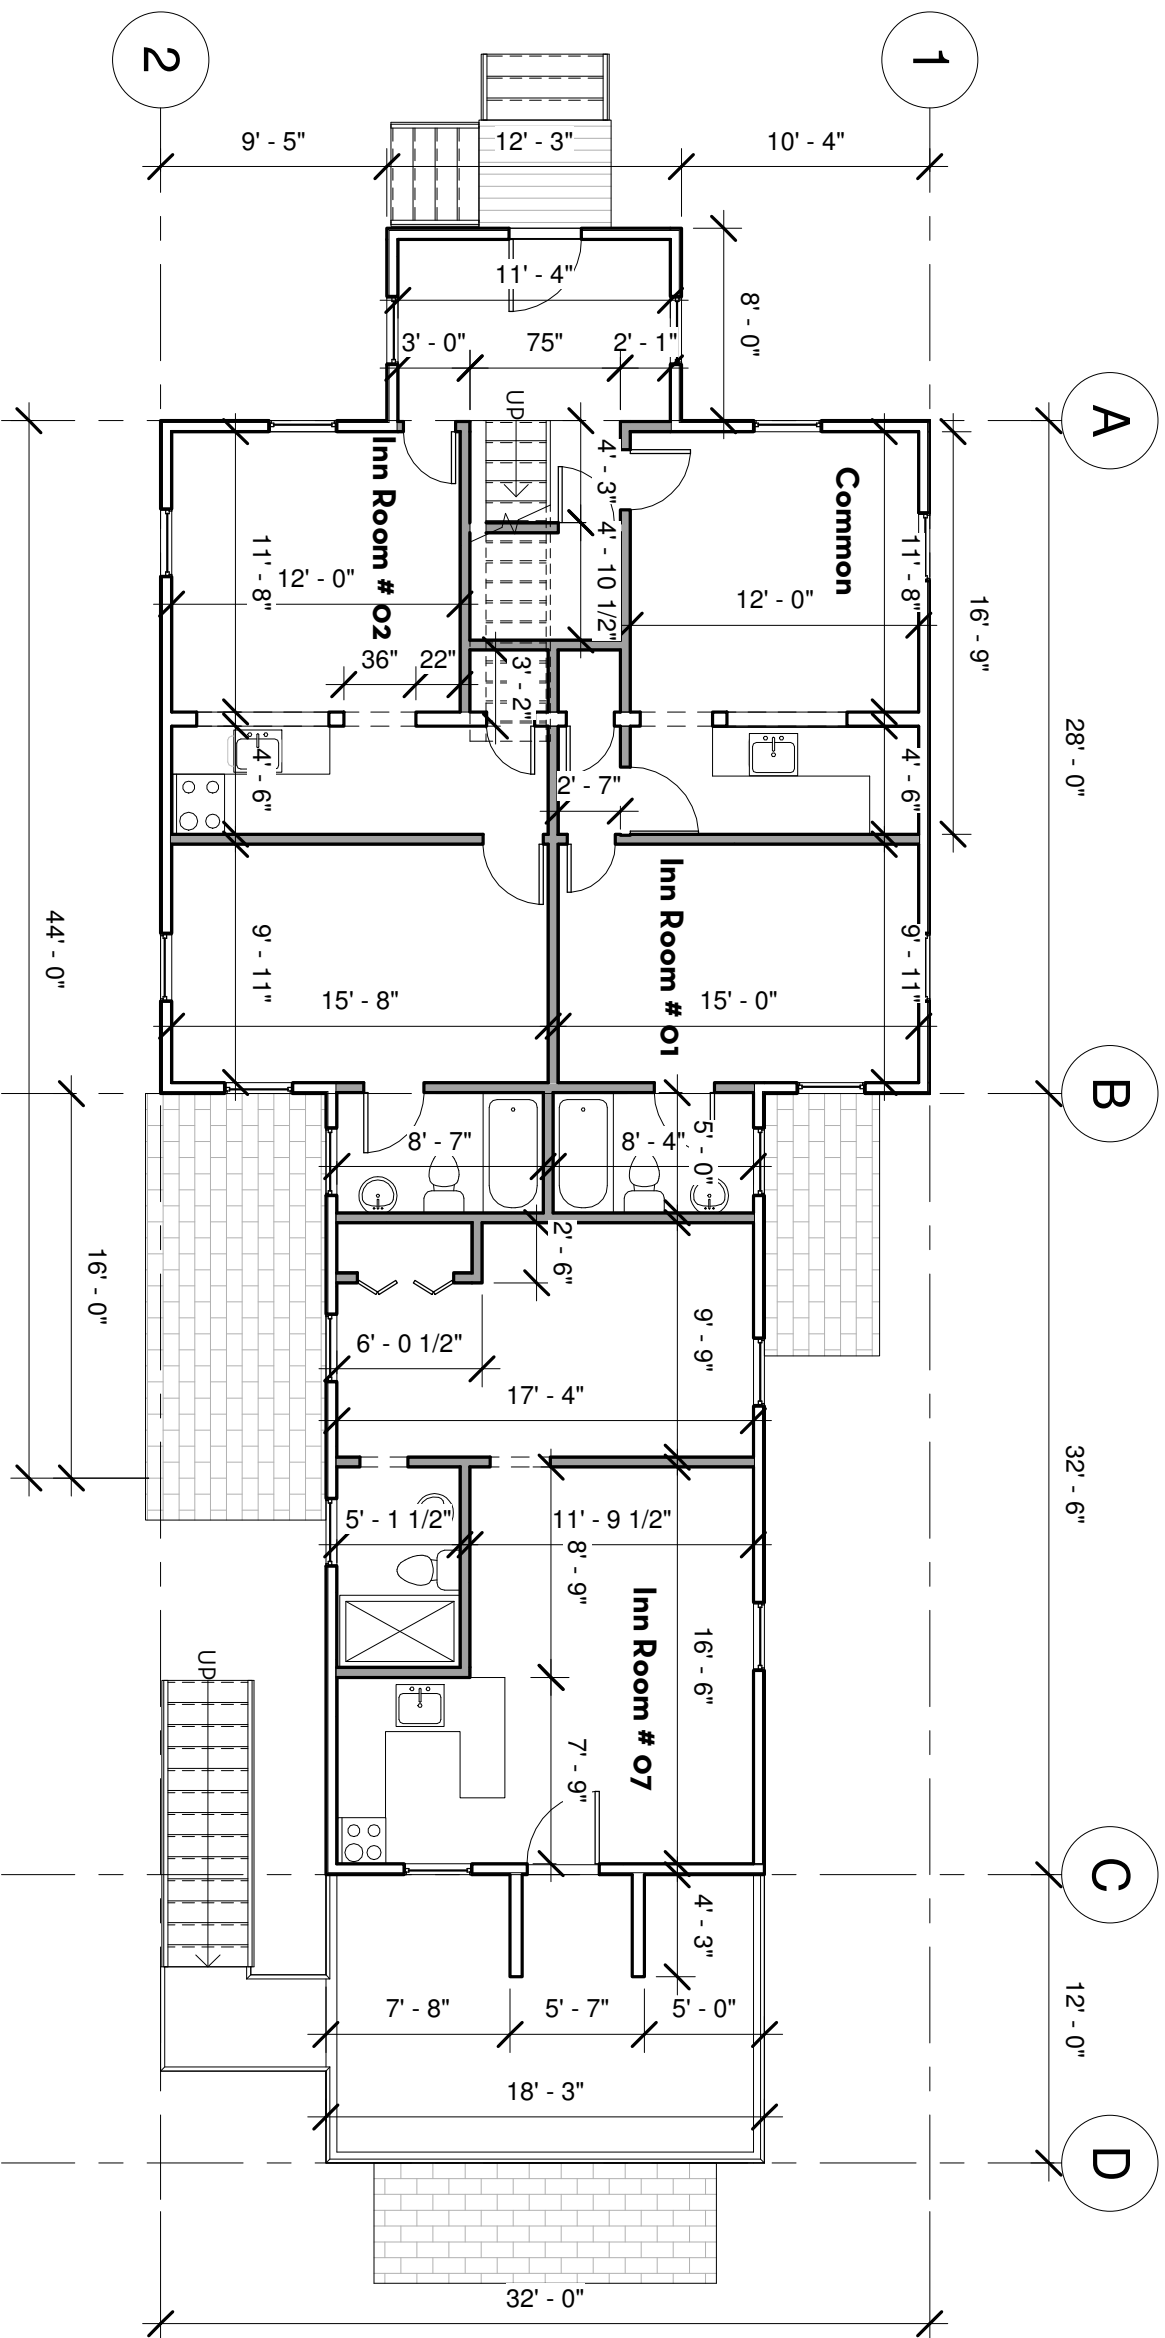 2
1
9' - 5"
12' - 3"
10' - 4"
11' - 4"
8' - 0"
3' - 0"
75"
2' - 1"
UP
A
4' - 3"
Inn Room # 02
Common
11' - 8"
12' - 0"
4' - 10 1/2"
12' - 0"
11' - 8"
16' - 9"
36"
22"
3' - 2"
28' - 0"
4' - 6"
2' - 7"
4' - 6"
Inn Room # 01
44' - 0"
9' - 11"
9' - 11"
15' - 8"
15' - 0"
B
8' - 7"
8' - 4"
5' - 0"
2' - 6"
16' - 0"
6' - 0 1/2"
9' - 9"
17' - 4"
32' - 6"
5' - 1 1/2"
11' - 9 1/2"
8' - 9"
Inn Room # 07
16' - 6"
UP
7' - 9"
C
4' - 3"
7' - 8"
5' - 7"
5' - 0"
12' - 0"
18' - 3"
D
32' - 0"